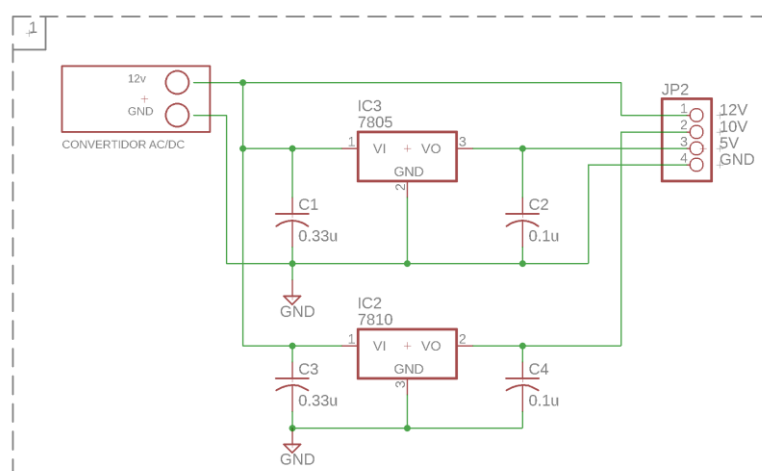 1
12v
GND
CONVERTIDOR AC/DC
IC3
7805
1 VI VO 3
GND
2
C1
0.33u
C2
0.1u
GND
JP2
1 12V
2 10V
3 5V
4 GND
IC2
7810
1 VI VO 2
GND
3
C3
0.33u
C4
0.1u
GND